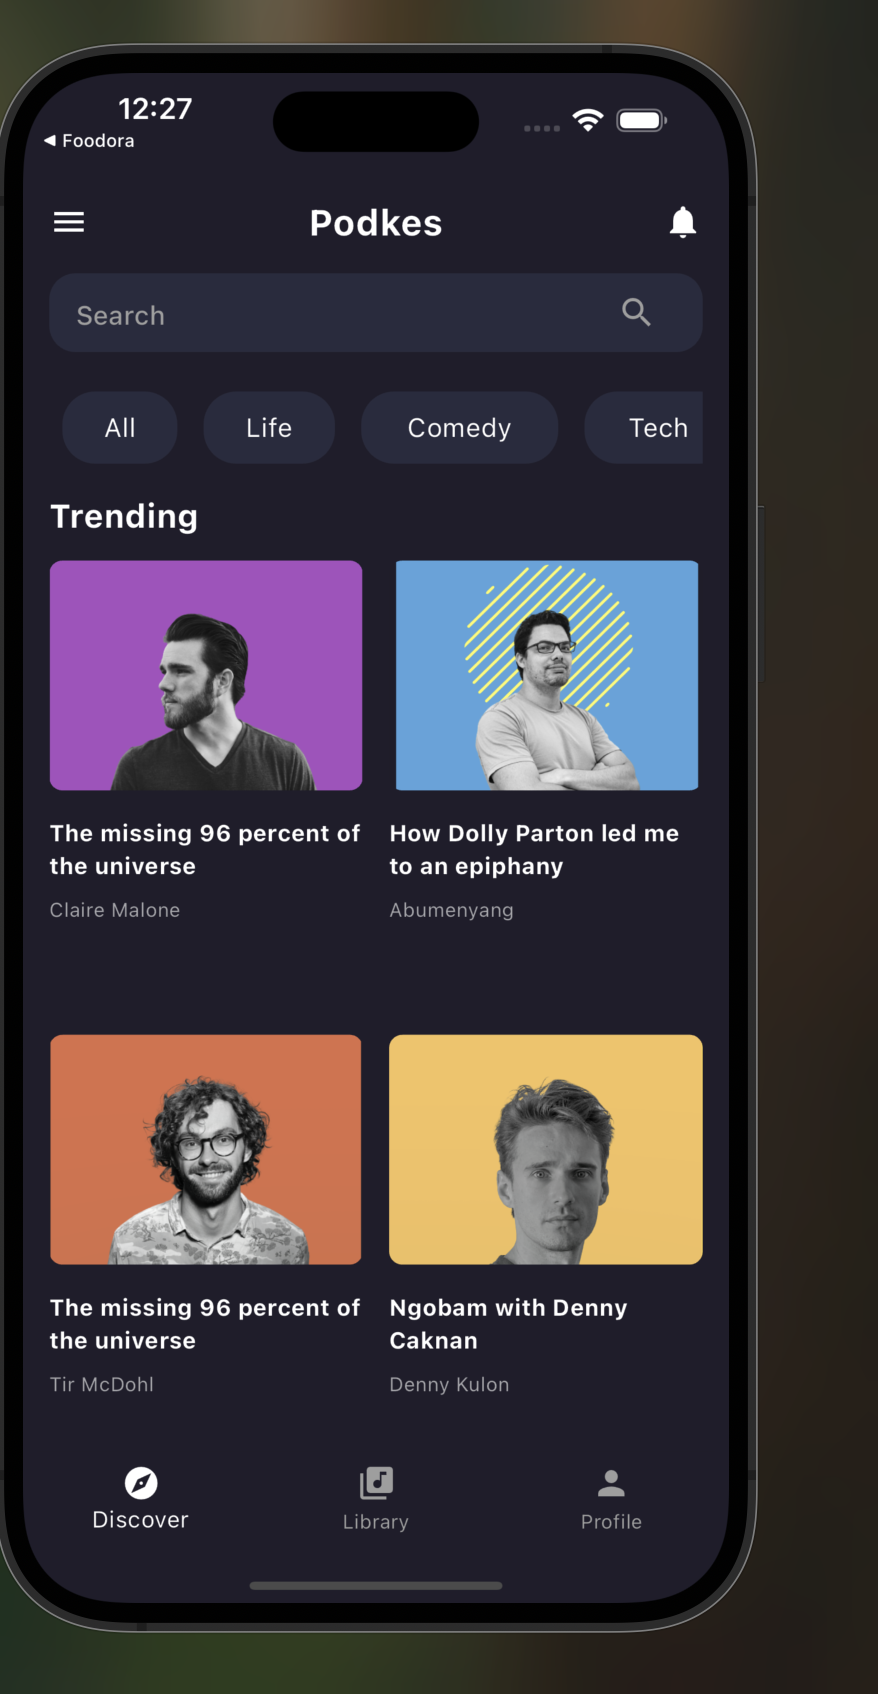 12:27
◀ Foodora
Podkes
Search
All Life Comedy Tech
Trending
The missing 96 percent of
the universe
Claire Malone
How Dolly Parton led me
to an epiphany
Abumenyang
The missing 96 percent of
the universe
Tir McDohl
Ngobam with Denny
Caknan
Denny Kulon
Discover Library Profile